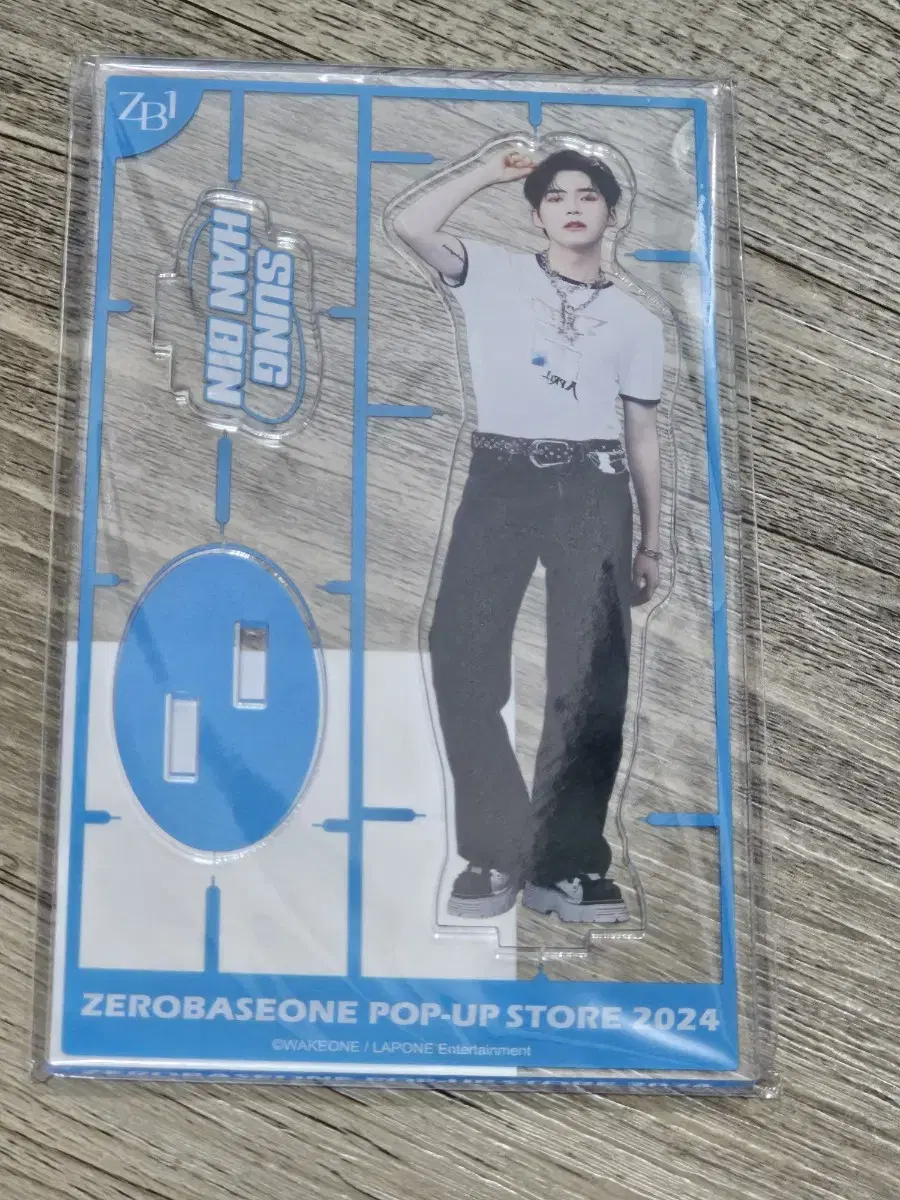 ZB1
SUNG
HAN BIN
ZEROBASEONE POP-UP STORE 2024
©WAKEONE / LAPONE Entertainment